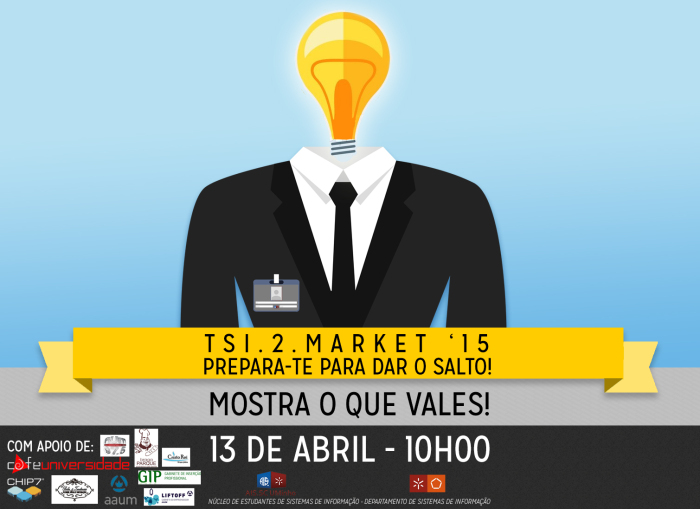 TSI.2.MARKET '15
PREPARA-TE PARA DAR O SALTO!
MOSTRA O QUE VALES!
13 DE ABRIL - 10H00
COM APOIO DE:
cafeuniversidade
CHIP7
aaum
GIP
LIFTOFF
NÚCLEO DE ESTUDANTES DE SISTEMAS DE INFORMAÇÃO - DEPARTAMENTO DE SISTEMAS DE INFORMAÇÃO